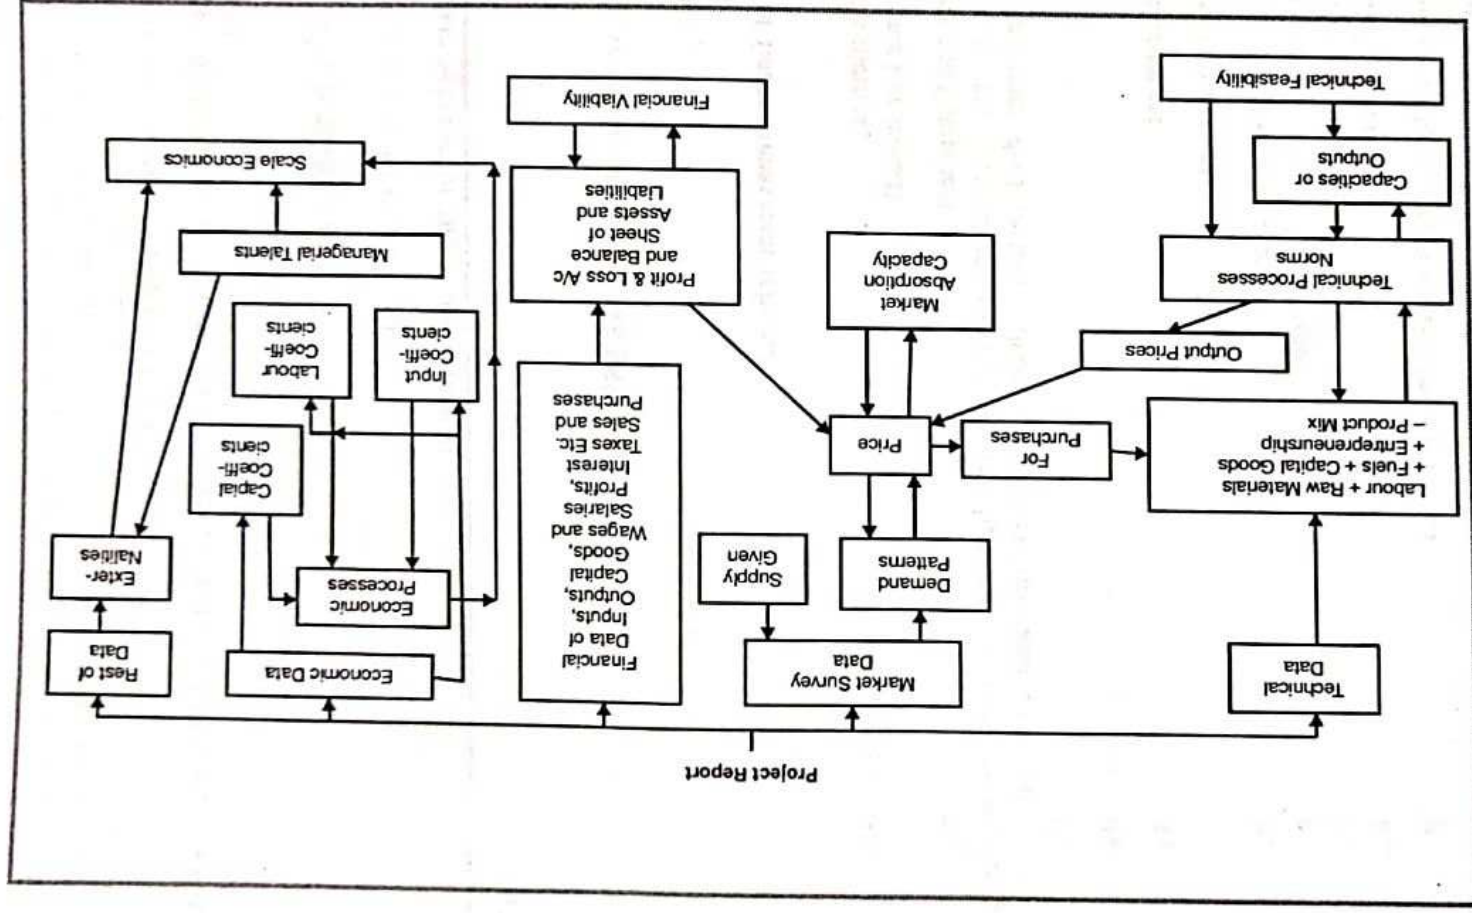 Project Report
Technical
Data
Market Survey
Data
Financial
Data of
Inputs,
Outputs,
Capital
Goods,
Wages and
Salaries
Profits,
Interest
Taxes Etc.
Sales and
Purchases
Economic Data
Rest of
Data
Labour + Raw Materials
+ Fuels + Capital Goods
+ Entrepreneurship
– Product Mix
For
Purchases
Price
Demand
Patterns
Supply
Given
Economic
Processes
Exter-
Nalities
Capial
Coeffi-
cients
Output Prices
Technical Processes
Norms
Market
Absorption
Capacity
Profit & Loss A/c
and Balance
Sheet of
Assets and
Liabilities
Input
Coeffi-
cients
Labour
Coeffi-
cients
Managerial Talents
Capacities or
Outputs
Technical Feasibility
Financial Viability
Scale Economics